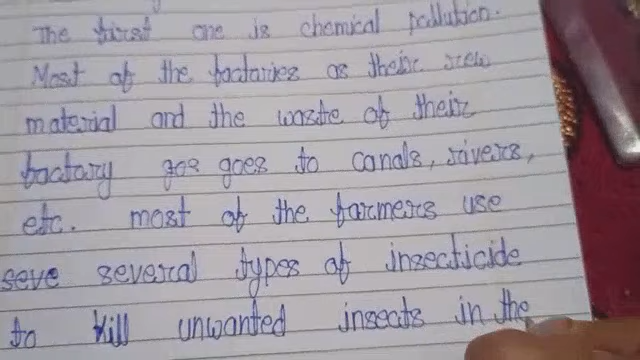 The first one is chemical pollution.
Most of the factories as their rew
material and the waste of their
factory gos goes to canals, rivers,
etc. most of the farmers use
seve several types of insecticide
to kill unwanted insects in the